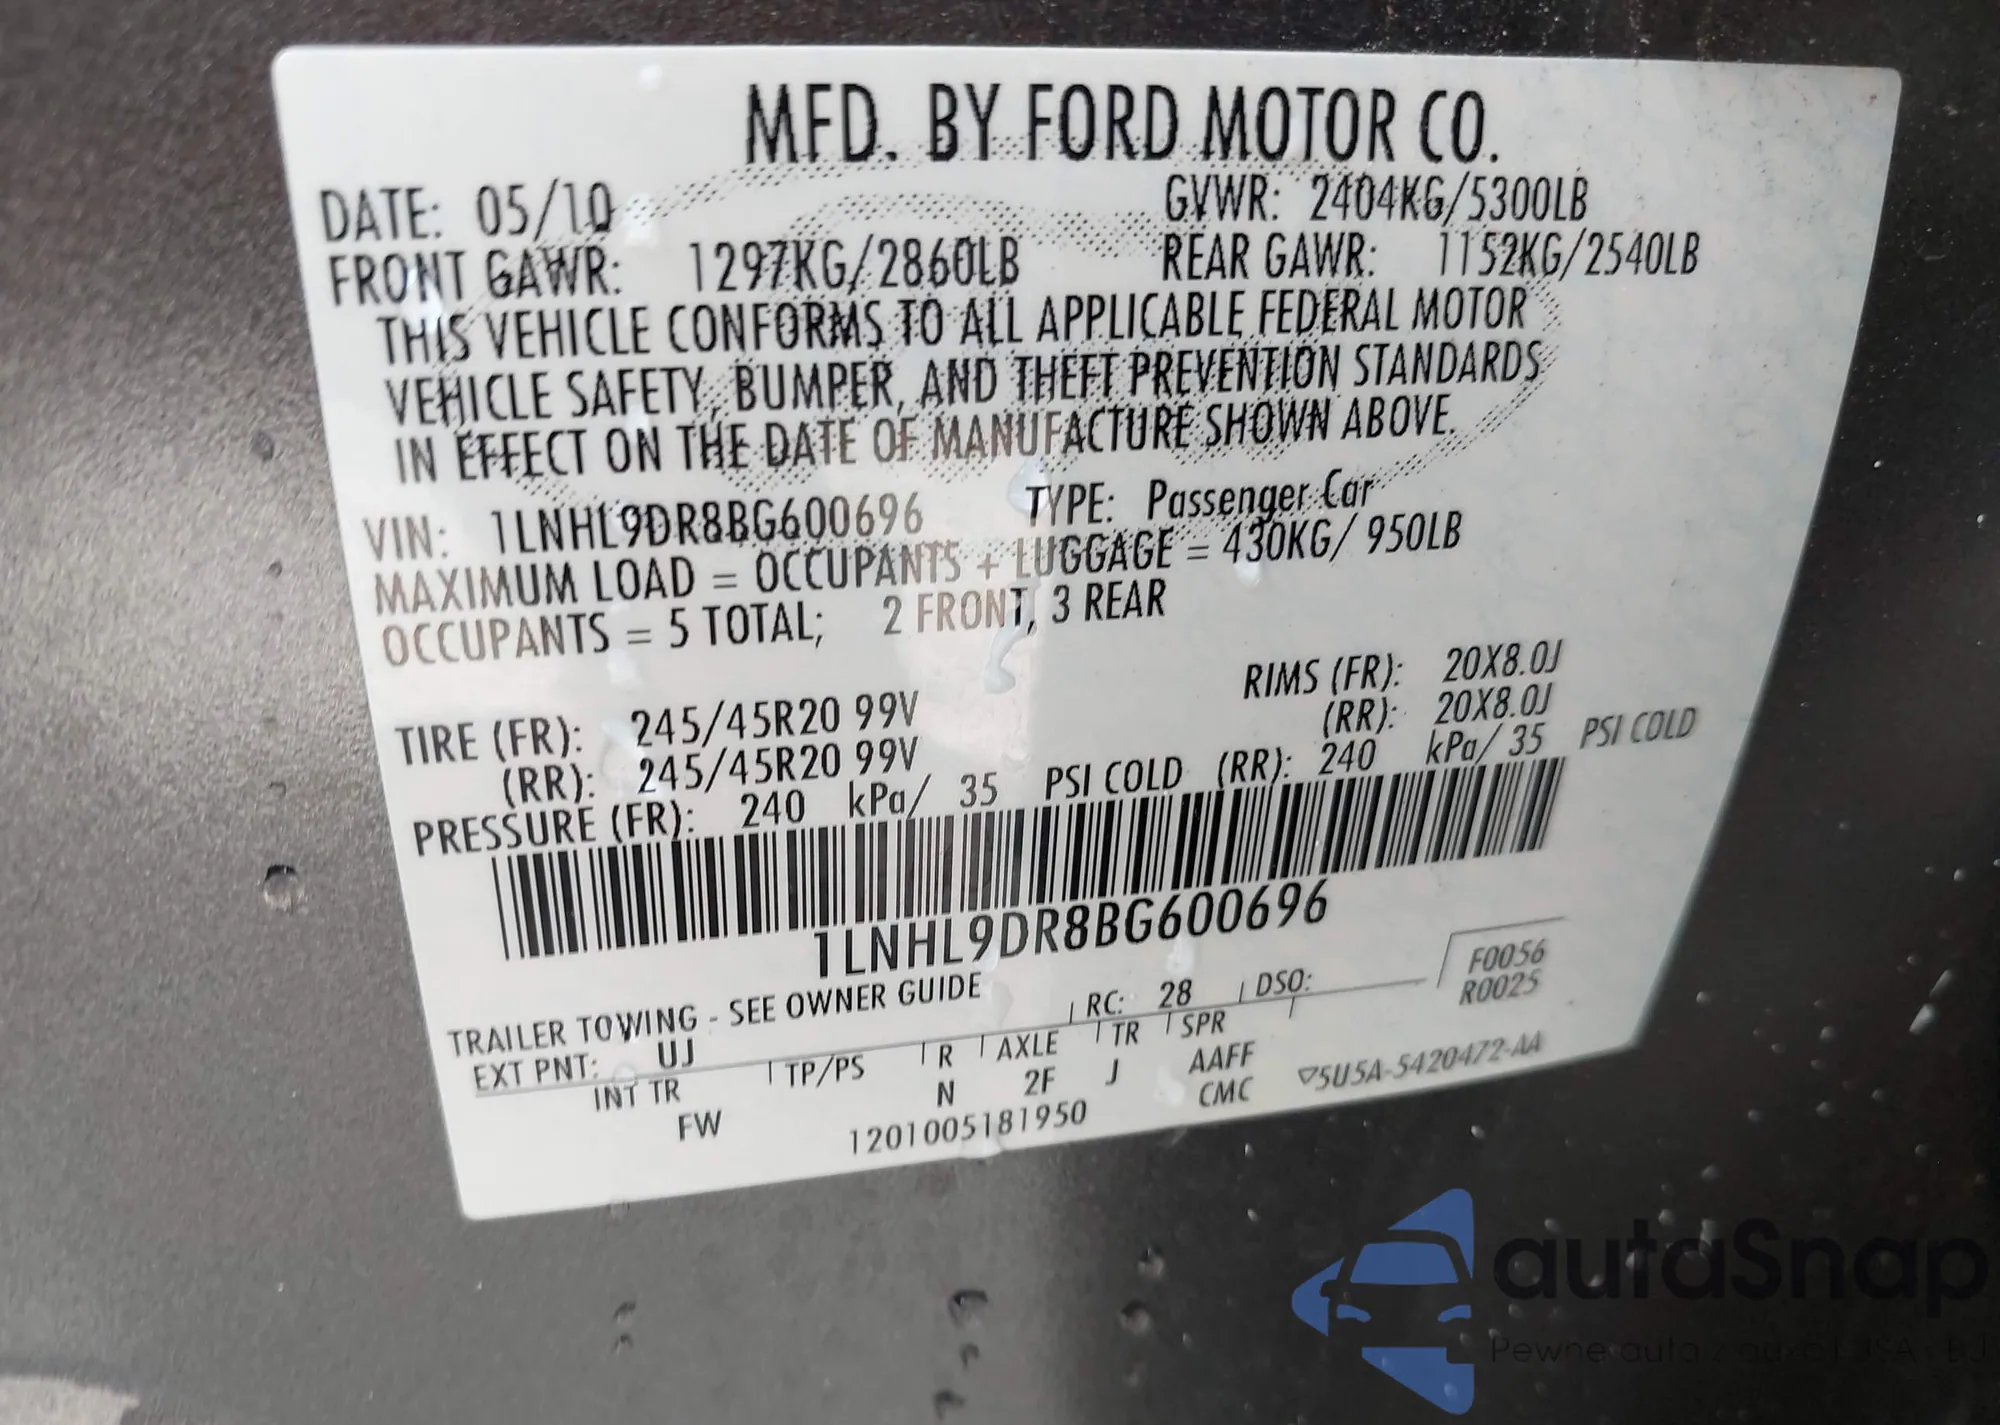 MFD. BY FORD MOTOR CO.
DATE: 05/10 GVWR: 2404KG/5300LB
FRONT GAWR: 1297KG/2860LB REAR GAWR: 1152KG/2540LB
THIS VEHICLE CONFORMS TO ALL APPLICABLE FEDERAL MOTOR
VEHICLE SAFETY, BUMPER, AND THEFT PREVENTION STANDARDS
IN EFFECT ON THE DATE OF MANUFACTURE SHOWN ABOVE.
VIN: 1LNHL9DR8BG600696 TYPE: Passenger Car
MAXIMUM LOAD = OCCUPANTS + LUGGAGE = 430KG/ 950LB
OCCUPANTS = 5 TOTAL; 2 FRONT, 3 REAR
TIRE (FR): 245/45R20 99V RIMS (FR): 20X8.0J
(RR): 245/45R20 99V (RR): 20X8.0J
PRESSURE (FR): 240 kPa/ 35 PSI COLD (RR): 240 kPa/ 35 PSI COLD
1LNHL9DR8BG600696
F0056
TRAILER TOWING - SEE OWNER GUIDE RC: 28 DSO: R0025
EXT PNT: UJ
INT TR TP/PS R AXLE TR SPR
FW N 2F J AAFF
1201005181950 CMC ▽5U5A-5420472-AA
autaSnap
Pewne auta z USA